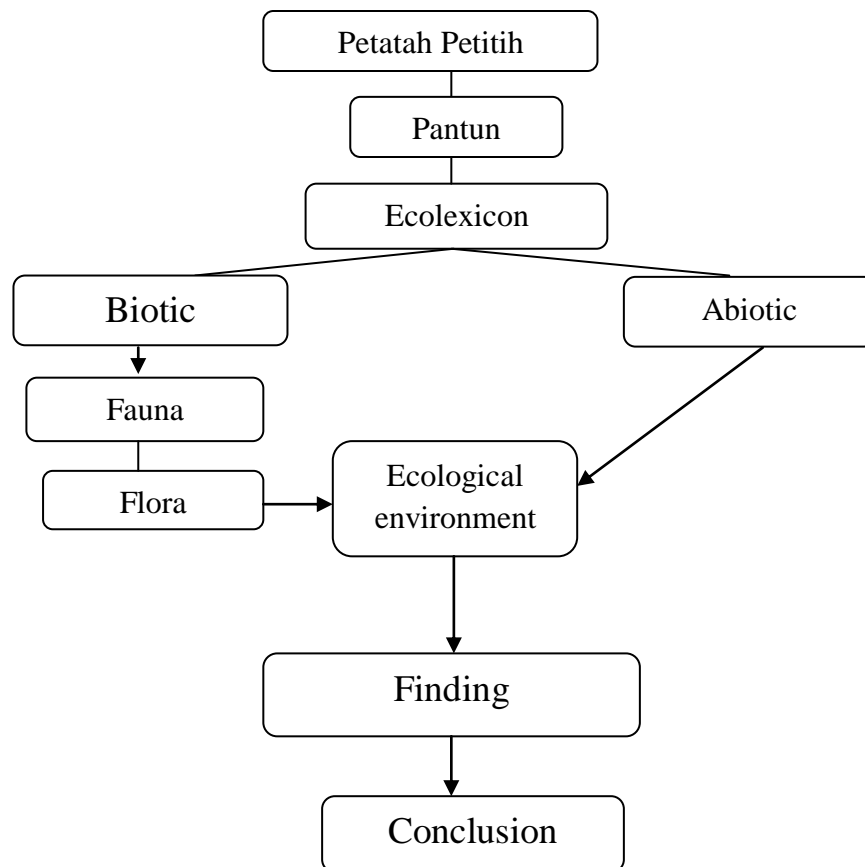 Petatah Petitih
Pantun
Ecolexicon
Biotic
Abiotic
Fauna
Flora
Ecological
environment
Finding
Conclusion